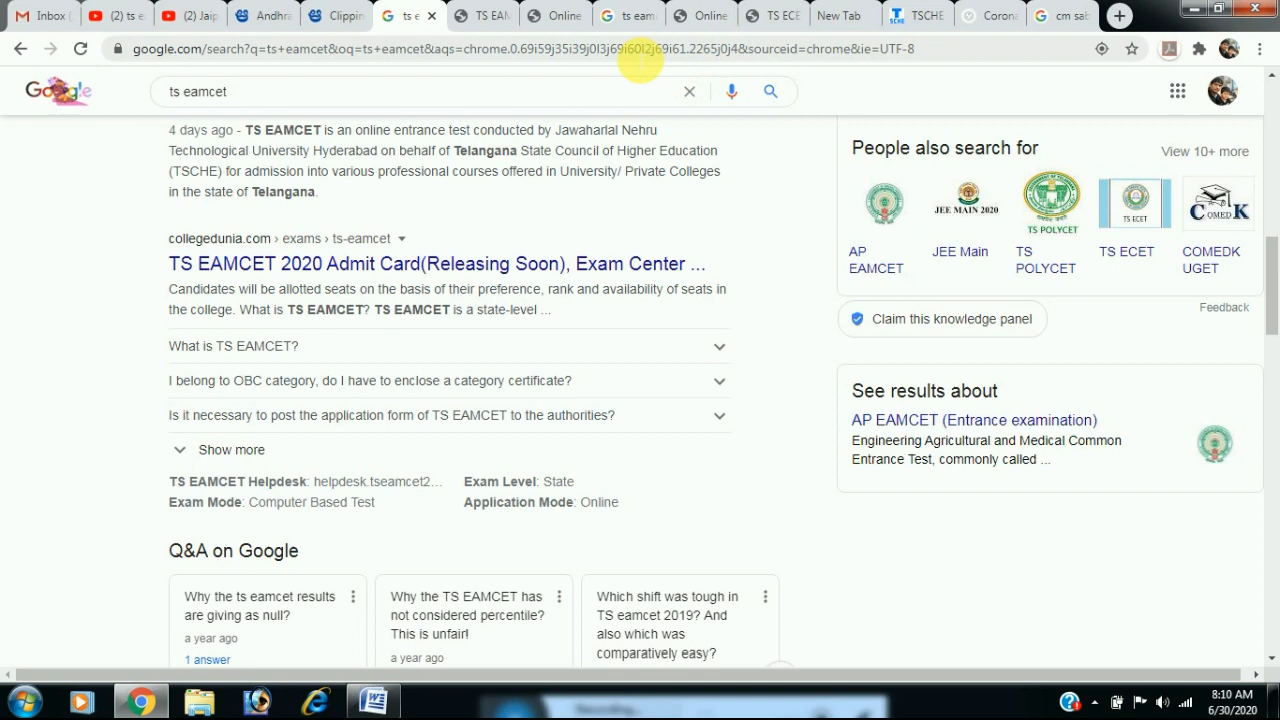 Inbox
(2) ts e
(2) Jaip
Andhra
Clippin
ts e
TS EAM
Online
ts eam
Online
TS ECE
New Tab
TSCHE
Corona
cm sab
google.com/search?q=ts+eamcet&oq=ts+eamcet&aqs=chrome.0.69i59j35i39j0l3j69i60l2j69i61.2265j0j4&sourceid=chrome&ie=UTF-8
Google
ts eamcet
4 days ago - TS EAMCET is an online entrance test conducted by Jawaharlal Nehru
Technological University Hyderabad on behalf of Telangana State Council of Higher Education
(TSCHE) for admission into various professional courses offered in University/ Private Colleges
in the state of Telangana.
collegedunia.com › exams › ts-eamcet
TS EAMCET 2020 Admit Card(Releasing Soon), Exam Center ...
Candidates will be allotted seats on the basis of their preference, rank and availability of seats in
the college. What is TS EAMCET? TS EAMCET is a state-level ...
What is TS EAMCET?
I belong to OBC category, do I have to enclose a category certificate?
Is it necessary to post the application form of TS EAMCET to the authorities?
Show more
TS EAMCET Helpdesk: helpdesk.tseamcet2... Exam Level: State
Exam Mode: Computer Based Test Application Mode: Online
Q&A on Google
Why the ts eamcet results
are giving as null?
a year ago
1 answer
Why the TS EAMCET has
not considered percentile?
This is unfair!
a year ago
Which shift was tough in
TS eamcet 2019? And
also which was
comparatively easy?
People also search for
View 10+ more
JEE MAIN 2020
TS POLYCET
TS ECET
COMEDK
AP
EAMCET
JEE Main
TS
POLYCET
TS ECET
COMEDK
UGET
Feedback
Claim this knowledge panel
See results about
AP EAMCET (Entrance examination)
Engineering Agricultural and Medical Common
Entrance Test, commonly called ...
Recording...
8:10 AM
6/30/2020